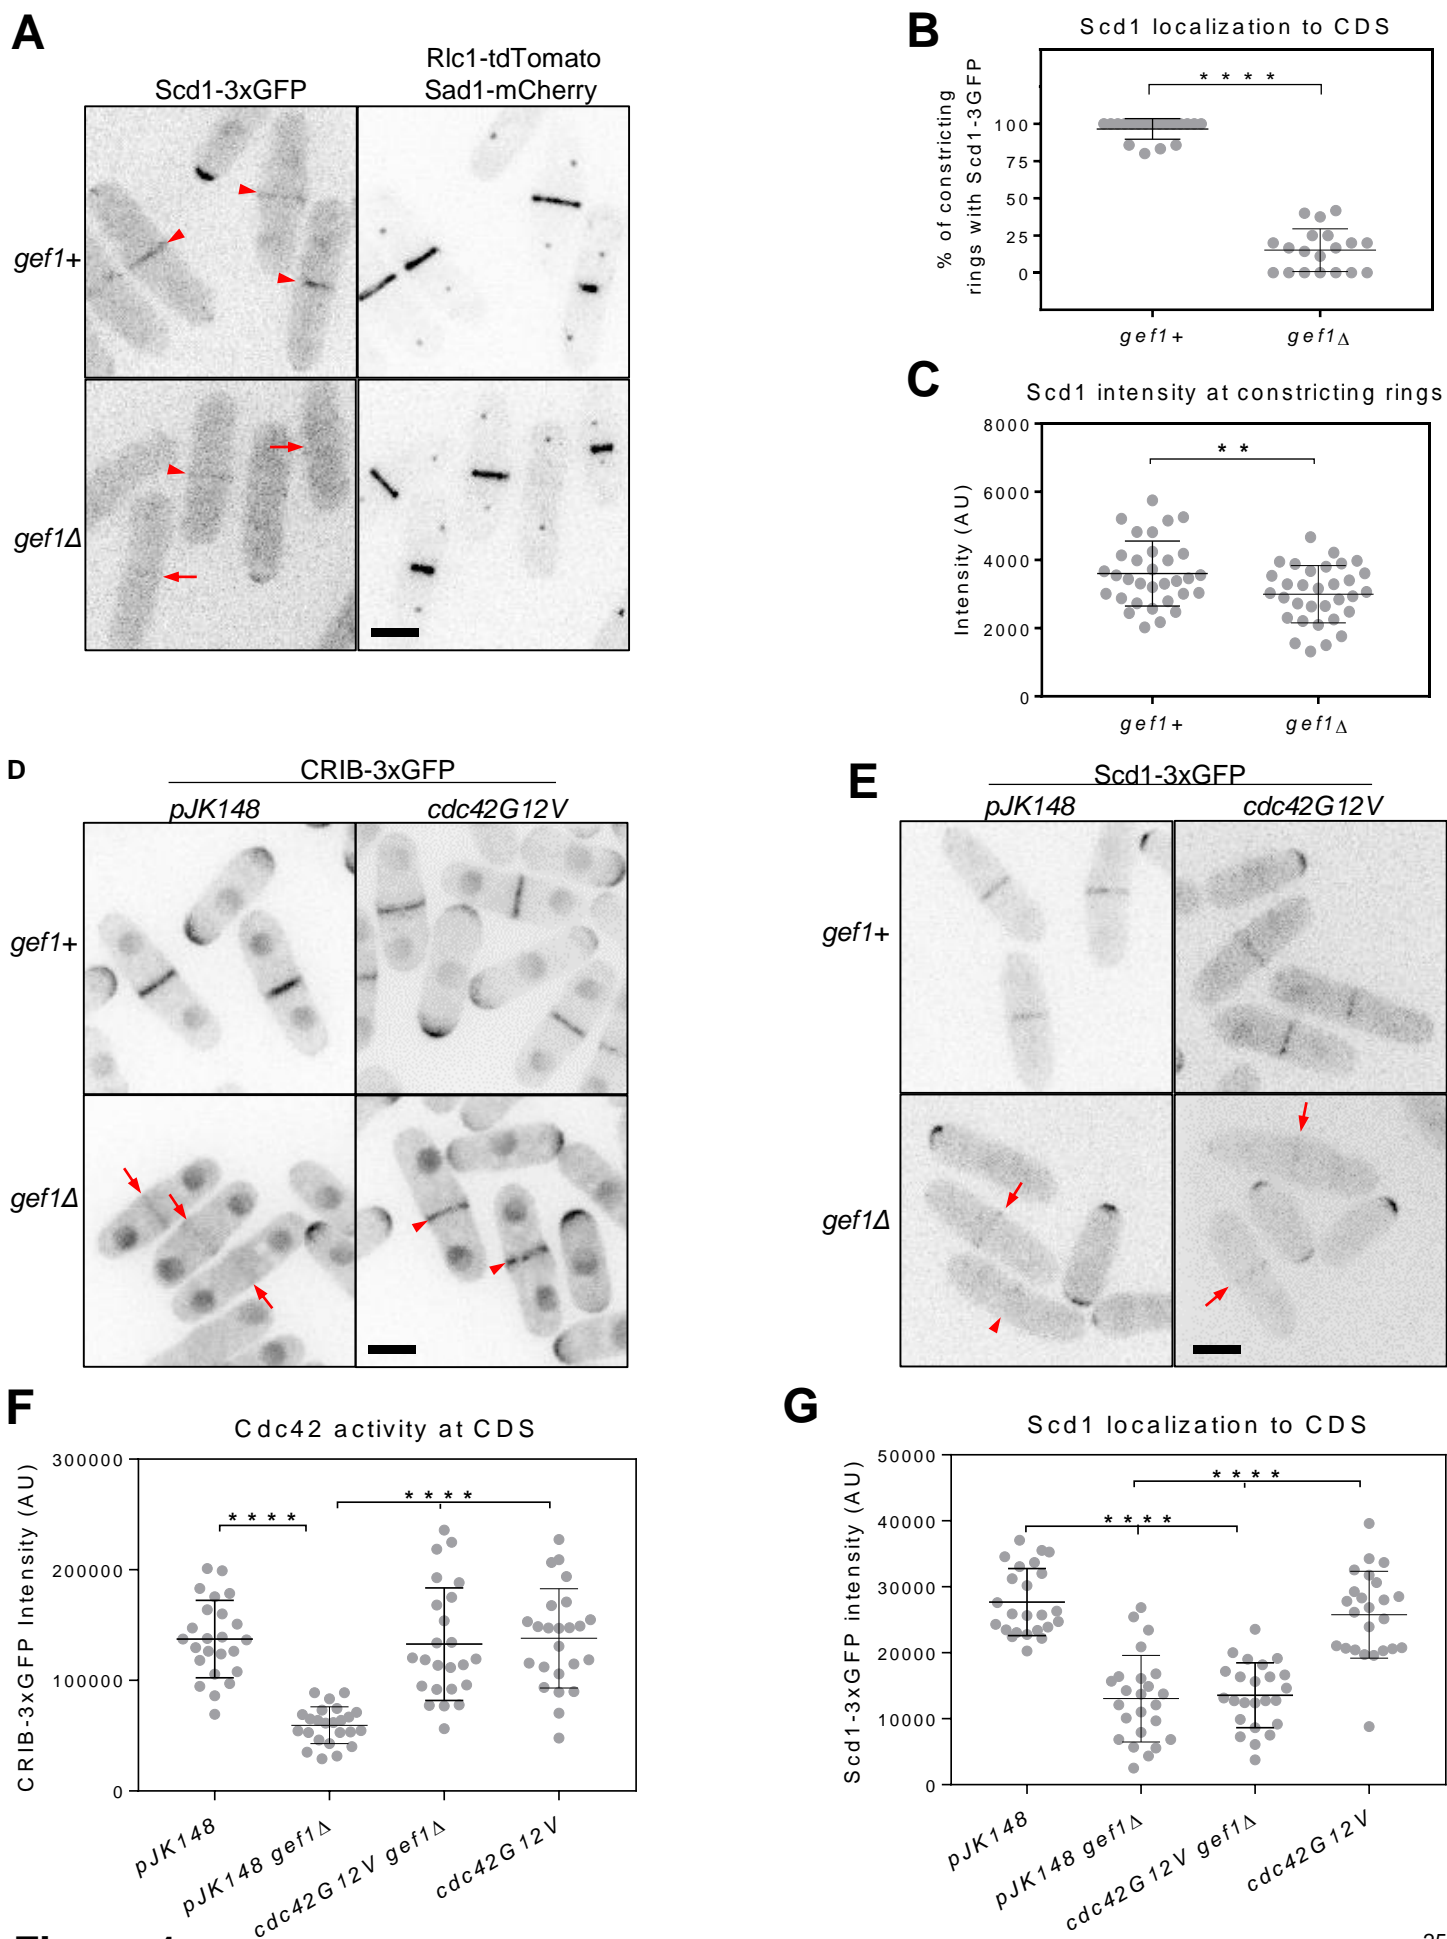 A
Scd1-3xGFP
Rlc1-tdTomato
Sad1-mCherry
gef1+
gef1Δ
B
Scd1 localization to CDS
% of constricting
rings with Scd1-3GFP
* * * *
100
75
50
25
0
gef1+
gef1Δ
C
Scd1 intensity at constricting rings
Intensity (AU)
* *
8000
6000
4000
2000
0
gef1+
gef1Δ
D
CRIB-3xGFP
pJK148
cdc42G12V
gef1+
gef1Δ
E
Scd1-3xGFP
pJK148
cdc42G12V
gef1+
gef1Δ
F
Cdc42 activity at CDS
CRIB-3xGFP Intensity (AU)
* * * *
* * * *
300000
200000
100000
0
pJK148
pJK148 gef1Δ
cdc42G12V gef1Δ
cdc42G12V
G
Scd1 localization to CDS
Scd1-3xGFP intensity (AU)
* * * *
* * * *
50000
40000
30000
20000
10000
0
pJK148
pJK148 gef1Δ
cdc42G12V gef1Δ
cdc42G12V